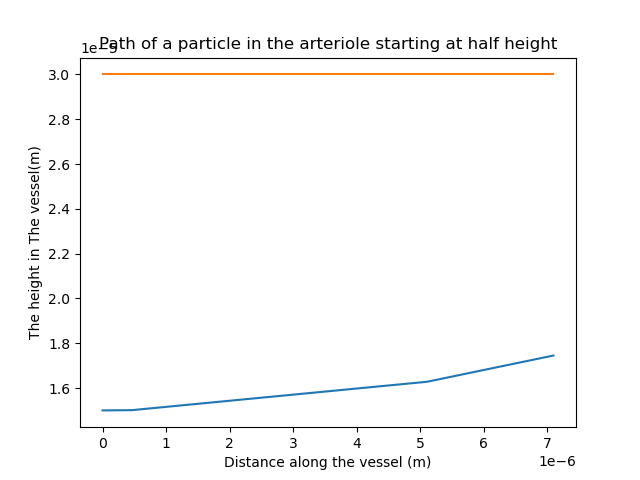 Path of a particle in the arteriole starting at half height
3.0
2.8
2.6
2.4
2.2
2.0
1.8
1.6
The height in The vessel(m)
0 1 2 3 4 5 6 7
1e−6
Distance along the vessel (m)